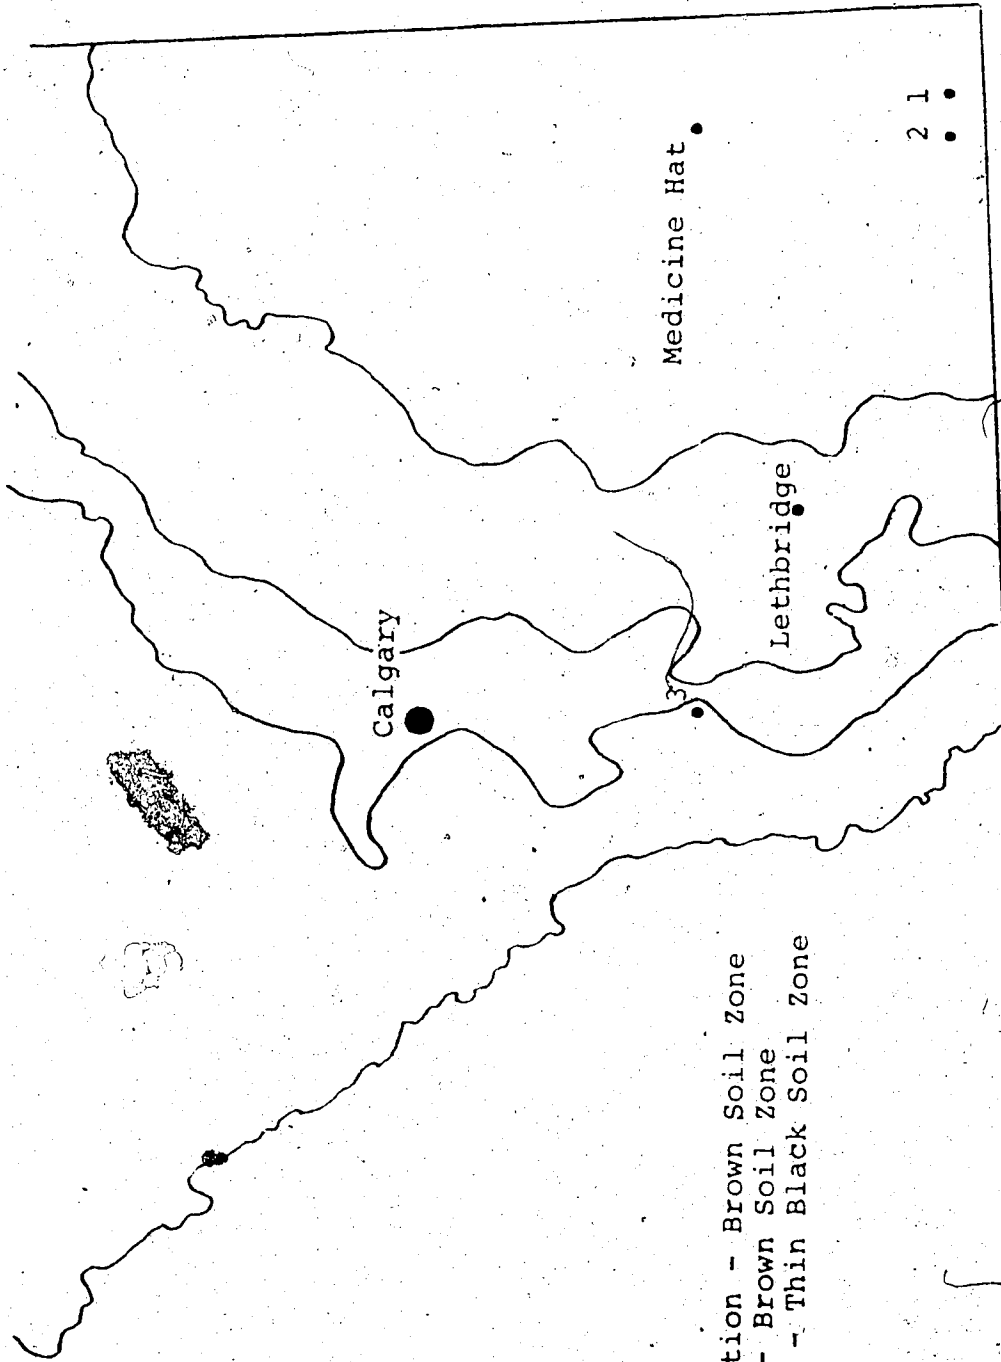 Calgary
Medicine Hat
Lethbridge
2 1
3
tion - Brown Soil Zone
- Brown Soil Zone
- Thin Black Soil Zone